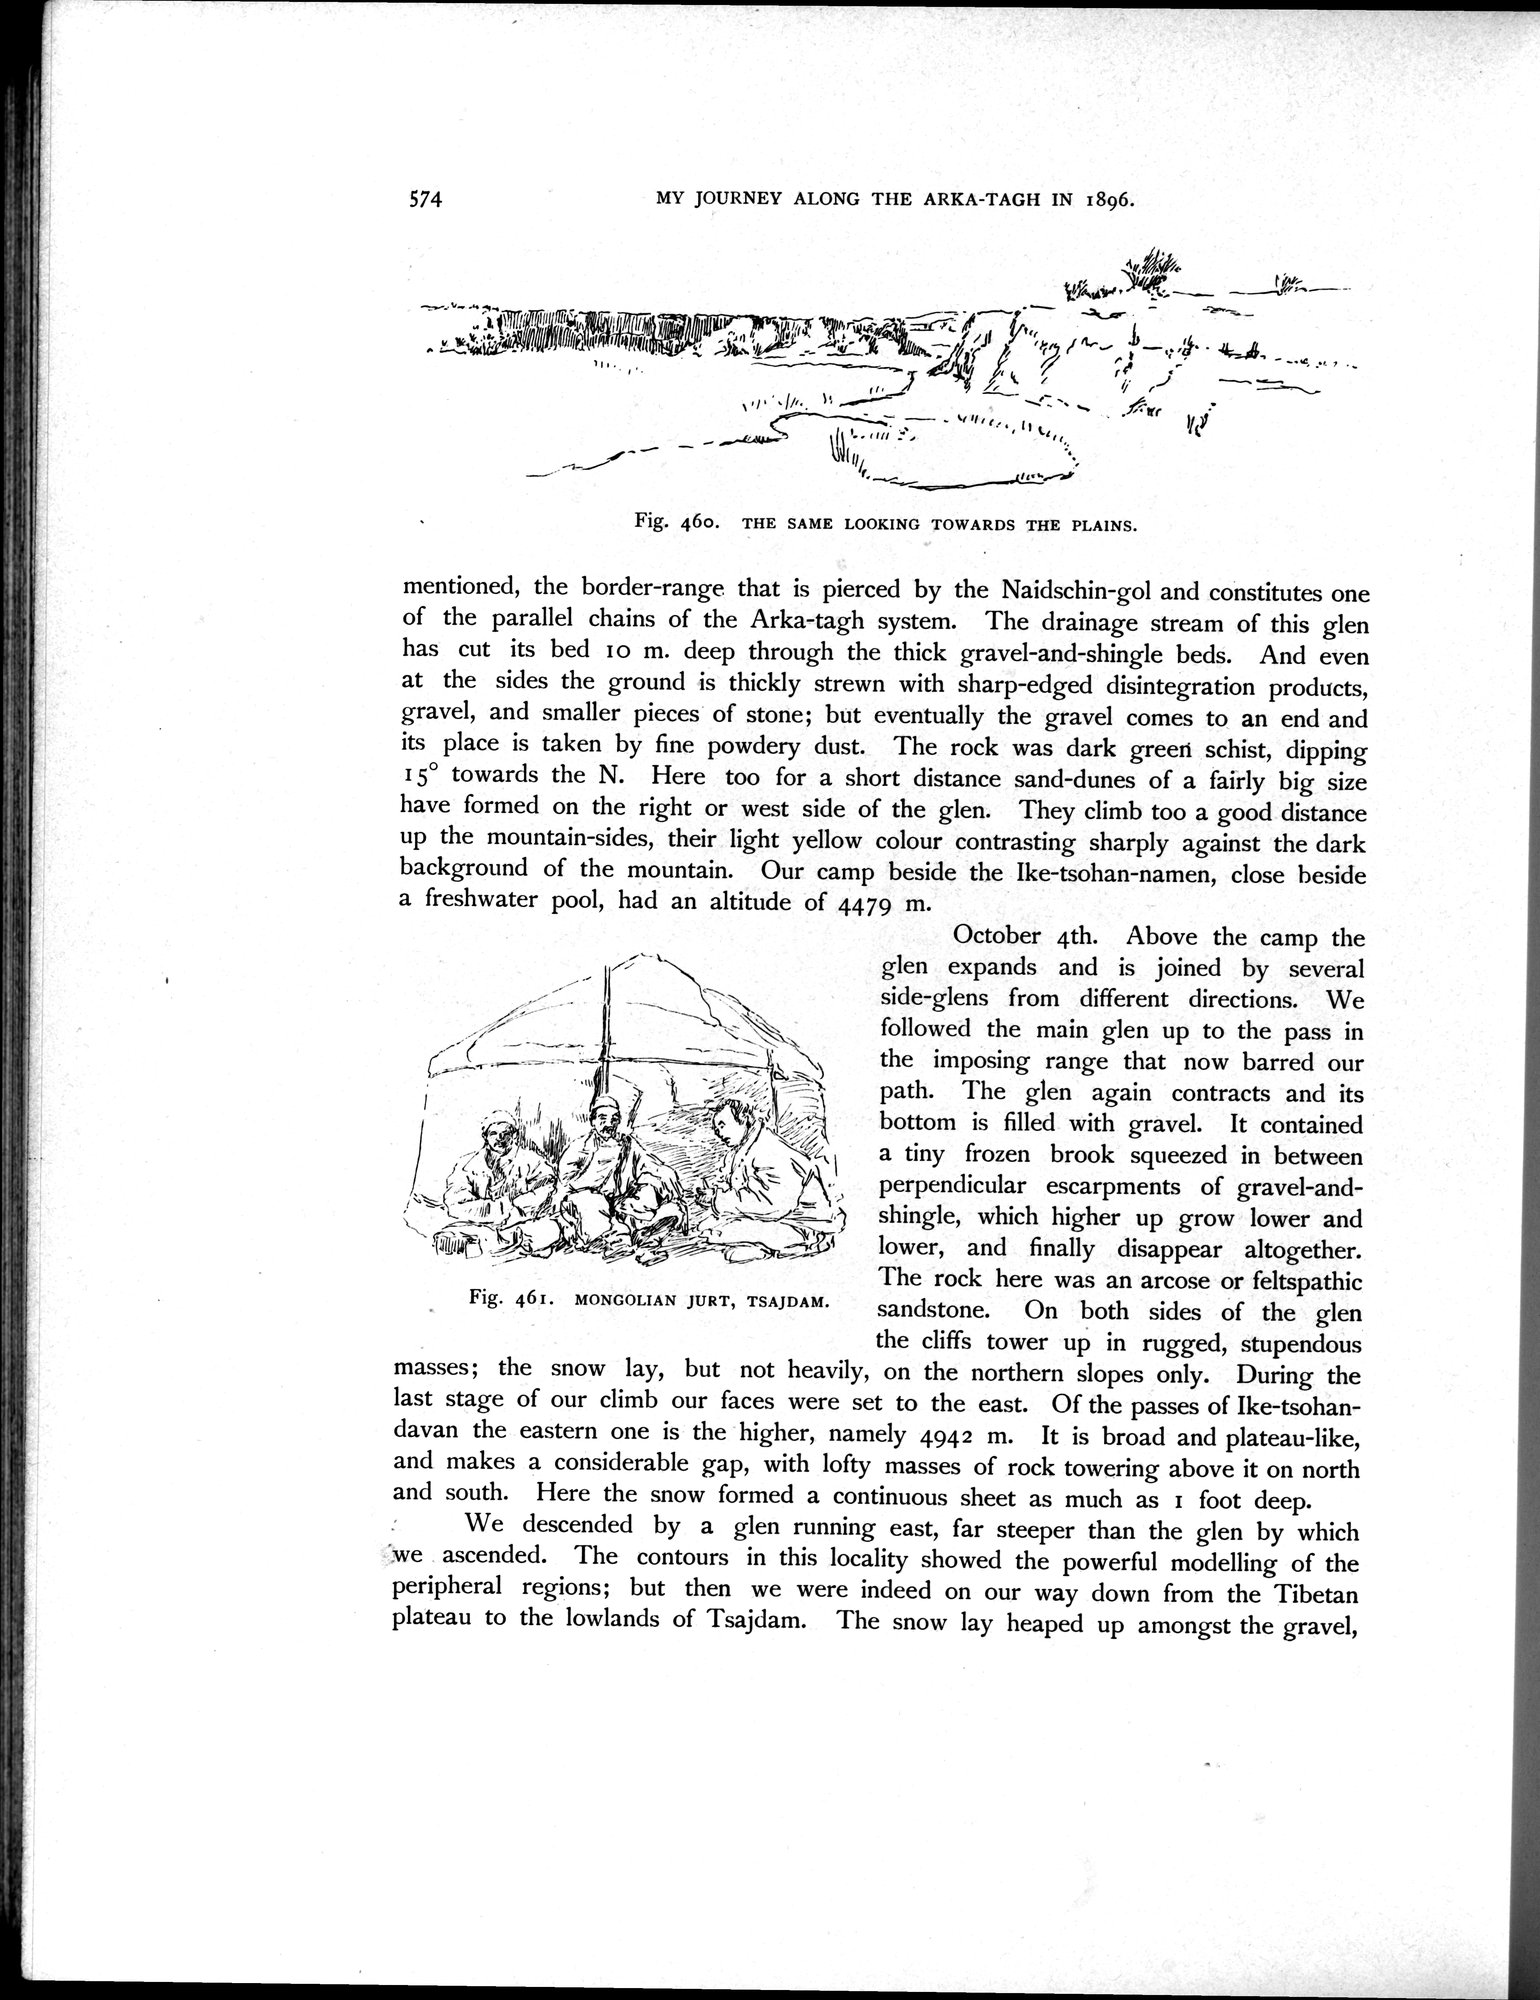 574
MY JOURNEY ALONG THE ARKA-TAGH IN 1896.
Fig. 460. THE SAME LOOKING TOWARDS THE PLAINS.
mentioned, the border-range that is pierced by the Naidschin-gol and constitutes one
of the parallel chains of the Arka-tagh system. The drainage stream of this glen
has cut its bed 10 m. deep through the thick gravel-and-shingle beds. And even
at the sides the ground is thickly strewn with sharp-edged disintegration products,
gravel, and smaller pieces of stone; but eventually the gravel comes to an end and
its place is taken by fine powdery dust. The rock was dark green schist, dipping
15° towards the N. Here too for a short distance sand-dunes of a fairly big size
have formed on the right or west side of the glen. They climb too a good distance
up the mountain-sides, their light yellow colour contrasting sharply against the dark
background of the mountain. Our camp beside the Ike-tsohan-namen, close beside
a freshwater pool, had an altitude of 4479 m.
October 4th. Above the camp the
glen expands and is joined by several
side-glens from different directions. We
followed the main glen up to the pass in
the imposing range that now barred our
path. The glen again contracts and its
bottom is filled with gravel. It contained
a tiny frozen brook squeezed in between
perpendicular escarpments of gravel-and-
shingle, which higher up grow lower and
lower, and finally disappear altogether.
The rock here was an arcose or feltspathic
sandstone. On both sides of the glen
the cliffs tower up in rugged, stupendous
Fig. 461. MONGOLIAN JURT, TSAJDAM.
masses; the snow lay, but not heavily, on the northern slopes only. During the
last stage of our climb our faces were set to the east. Of the passes of Ike-tsohan-
davan the eastern one is the higher, namely 4942 m. It is broad and plateau-like,
and makes a considerable gap, with lofty masses of rock towering above it on north
and south. Here the snow formed a continuous sheet as much as 1 foot deep.
We descended by a glen running east, far steeper than the glen by which
we ascended. The contours in this locality showed the powerful modelling of the
peripheral regions; but then we were indeed on our way down from the Tibetan
plateau to the lowlands of Tsajdam. The snow lay heaped up amongst the gravel,